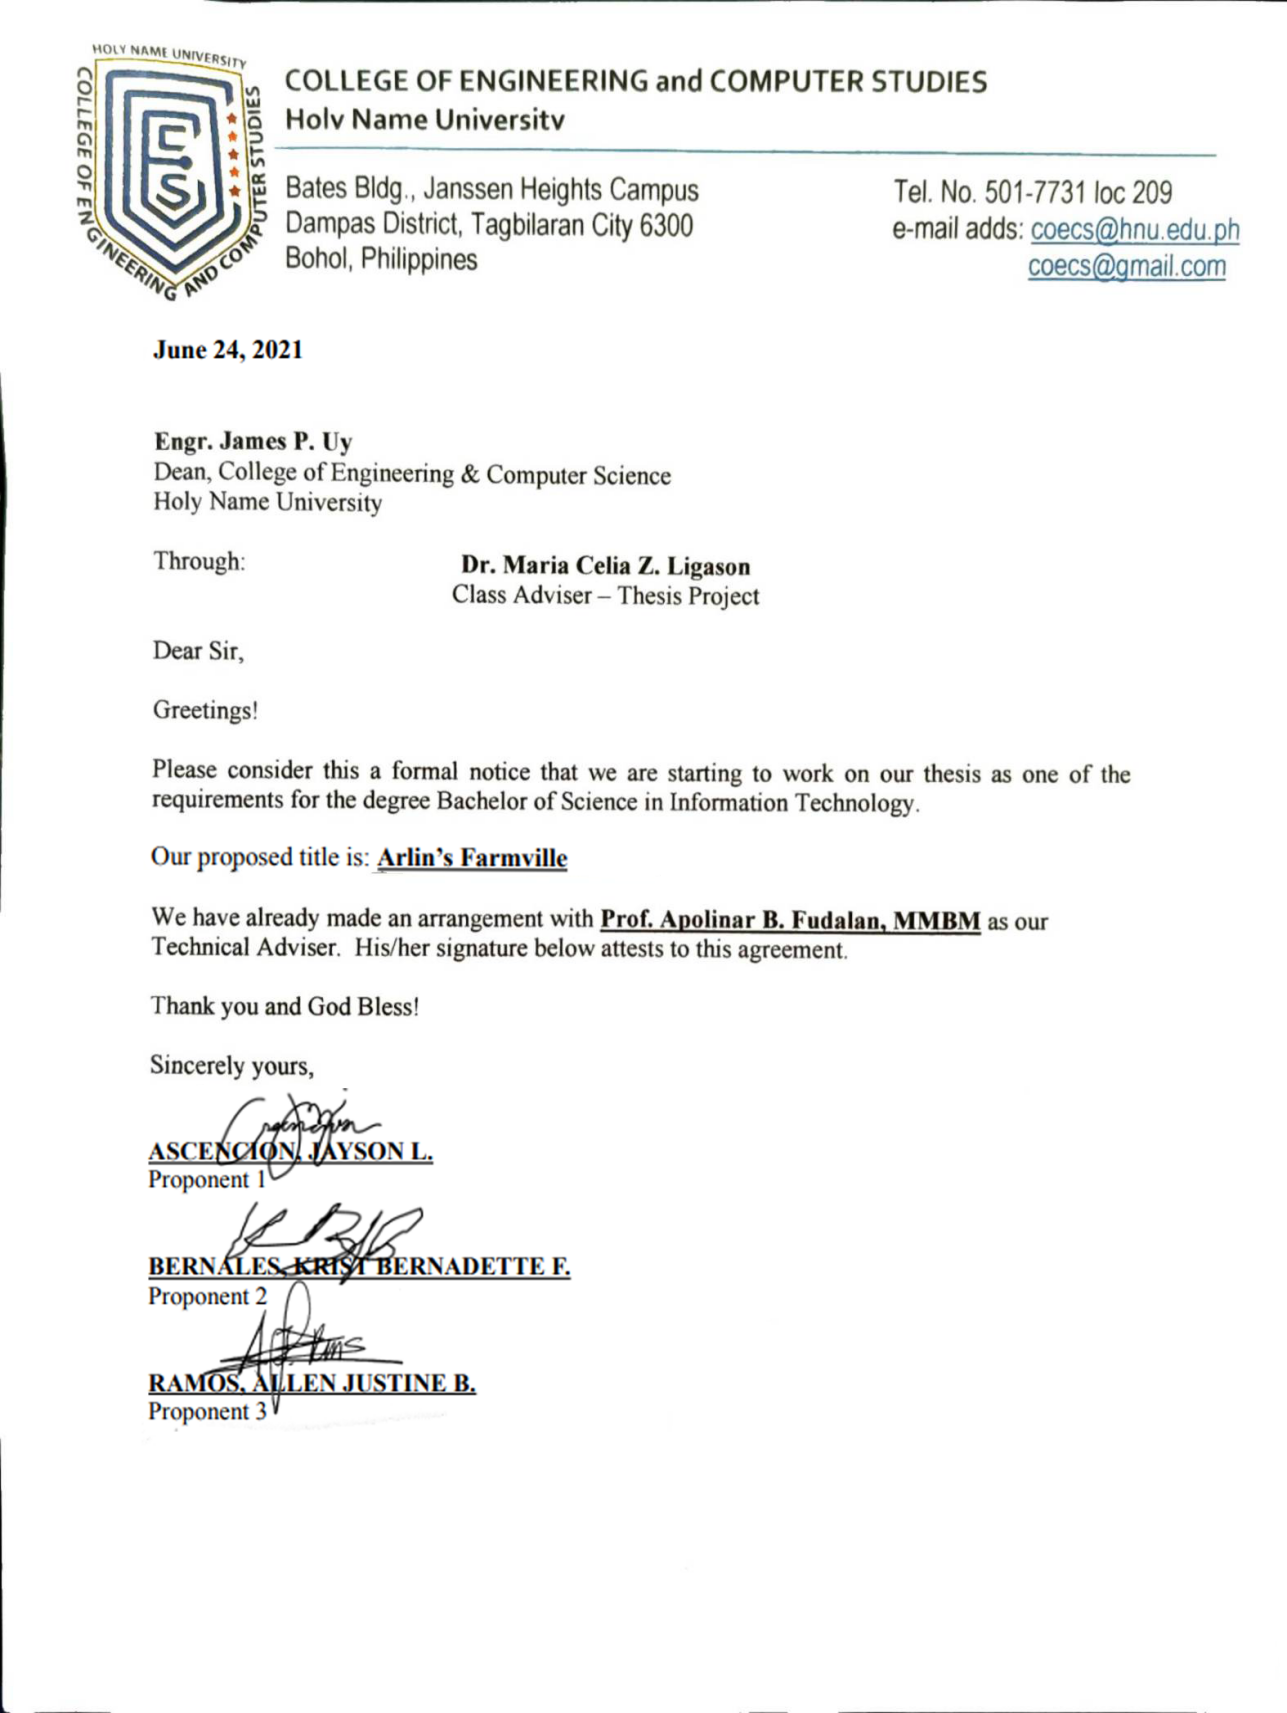 HOLY NAME UNIVERSITY
COLLEGE OF ENGINEERING AND COMPUTER STUDIES
CECS
COLLEGE OF ENGINEERING and COMPUTER STUDIES
Holy Name University
Bates Bldg., Janssen Heights Campus
Dampas District, Tagbilaran City 6300
Bohol, Philippines
Tel. No. 501-7731 loc 209
e-mail adds: coecs@hnu.edu.ph
coecs@gmail.com
June 24, 2021
Engr. James P. Uy
Dean, College of Engineering & Computer Science
Holy Name University
Through:
Dr. Maria Celia Z. Ligason
Class Adviser – Thesis Project
Dear Sir,
Greetings!
Please consider this a formal notice that we are starting to work on our thesis as one of the
requirements for the degree Bachelor of Science in Information Technology.
Our proposed title is: Arlin's Farmville
We have already made an arrangement with Prof. Apolinar B. Fudalan, MMBM as our
Technical Adviser. His/her signature below attests to this agreement.
Thank you and God Bless!
Sincerely yours,
ASCENCION, JAYSON L.
Proponent 1
BERNALES, KRIST BERNADETTE F.
Proponent 2
RAMOS, ALLEN JUSTINE B.
Proponent 3